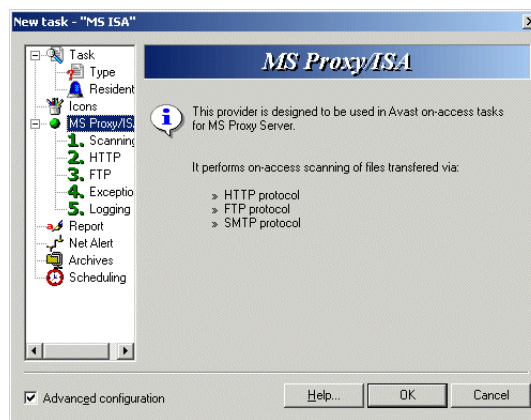 New task - "MS ISA"
Task
Type
Resident
Icons
MS Proxy/IS
1. Scanning
2. HTTP
3. FTP
4. Exceptio
5. Logging
Report
Net Alert
Archives
Scheduling
MS Proxy/ISA
This provider is designed to be used in Avast on-access tasks
for MS Proxy Server.
It performs on-access scanning of files transfered via:
» HTTP protocol
» FTP protocol
» SMTP protocol
Advanced configuration
Help...
OK
Cancel